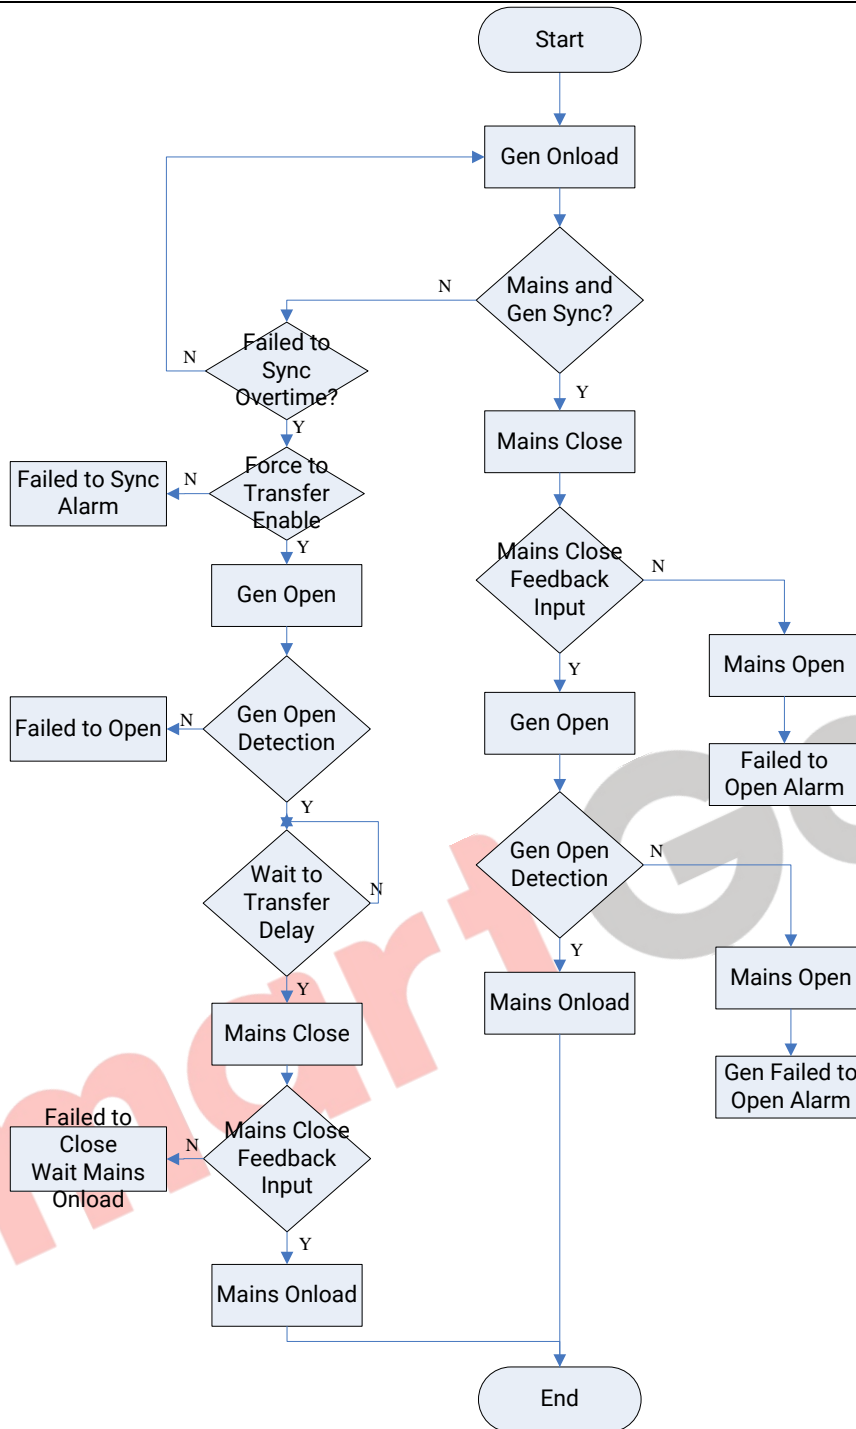 Start
Gen Onload
Mains and
Gen Sync?
N
Failed to
Sync
Overtime?
N
Y
Y
Mains Close
Force to
Transfer
Enable
N
Failed to Sync
Alarm
Y
Gen Open
Mains Close
Feedback
Input
N
Mains Open
Failed to
Open Alarm
Y
Gen Open
Gen Open
Detection
N
Failed to Open
Y
Gen Open
Detection
N
Mains Open
Gen Failed to
Open Alarm
Wait to
Transfer
Delay
N
Y
Mains Onload
Y
Mains Close
Mains Close
Feedback
Input
N
Failed to
Close
Wait Mains
Onload
Y
Mains Onload
End
martGe